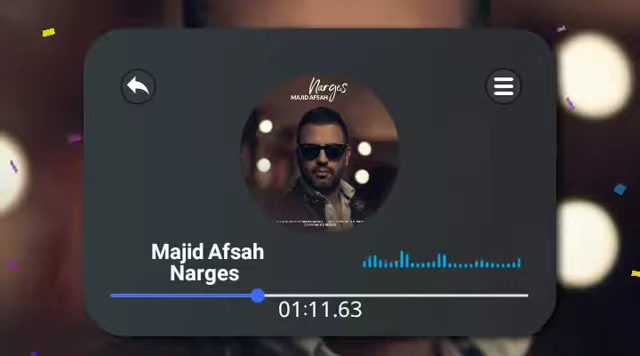 Narges
MAJID AFSAH
Majid Afsah
Narges
01:11.63